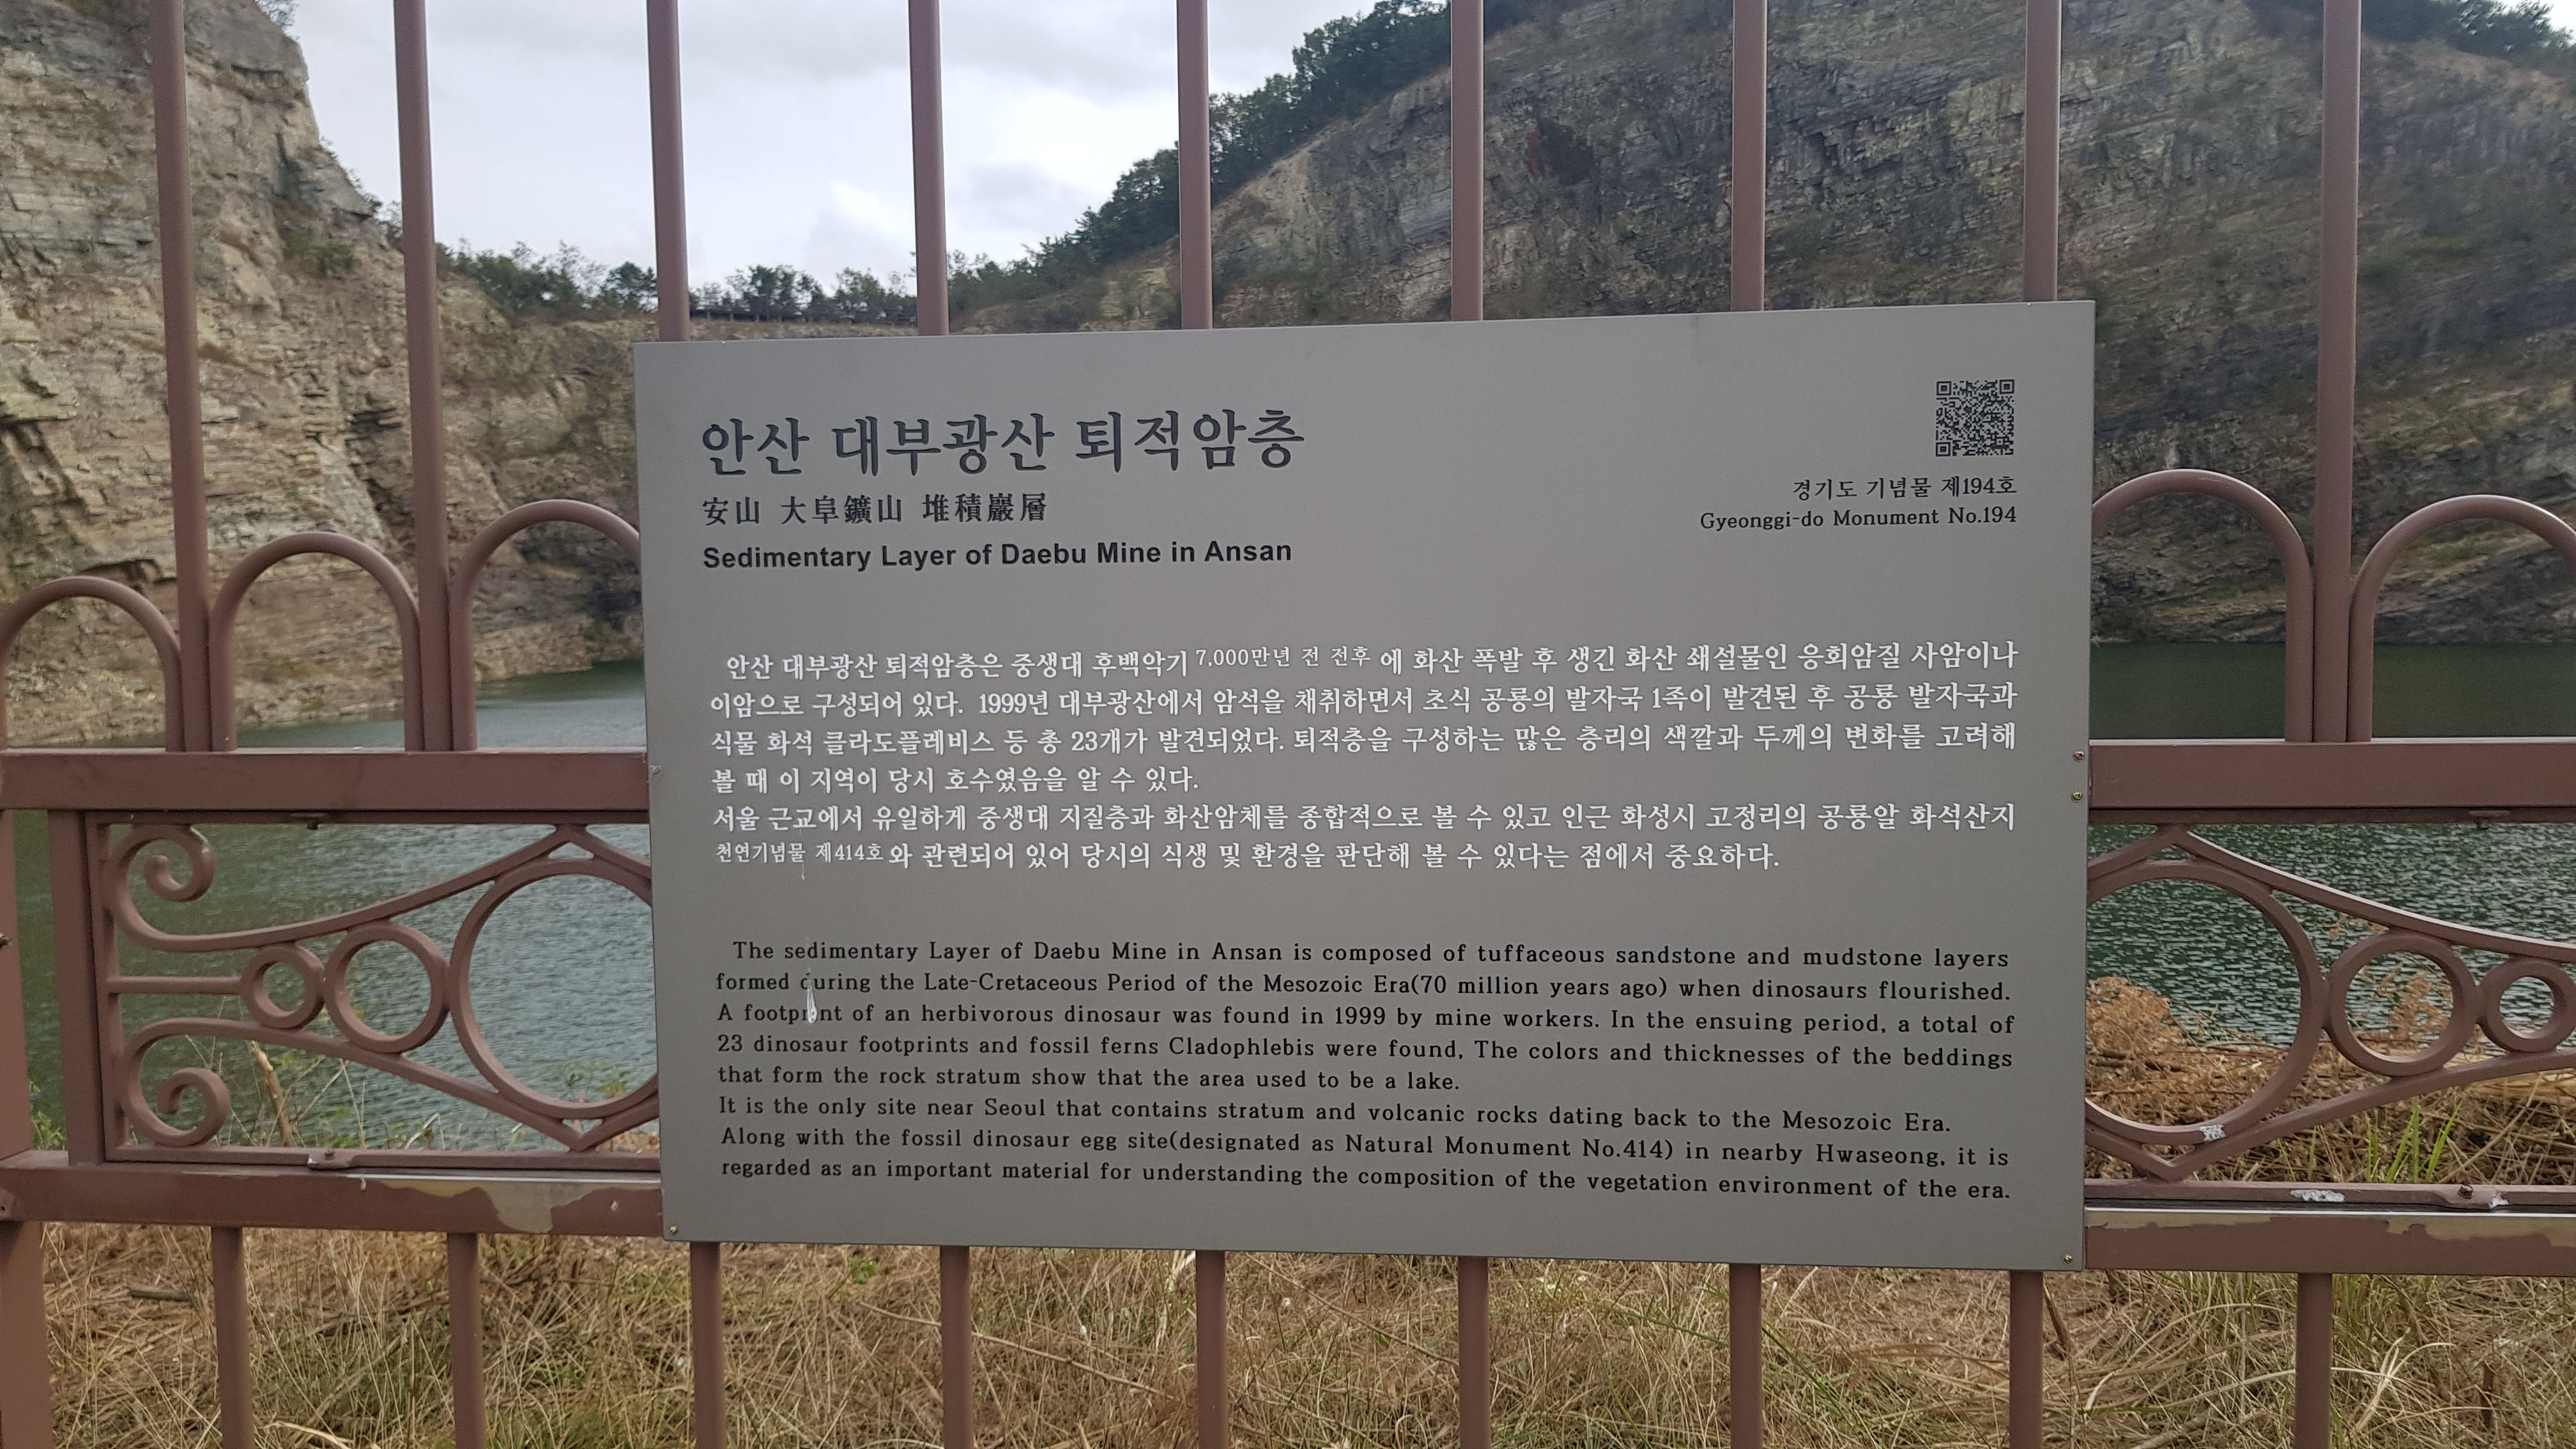 안산 대부광산 퇴적암층
安山 大阜鑛山 堆積巖層
Sedimentary Layer of Daebu Mine in Ansan
경기도 기념물 제194호
Gyeonggi-do Monument No.194
안산 대부광산 퇴적암층은 중생대 후백악기 7,000만년 전 전후 에 화산 폭발 후 생긴 화산 쇄설물인 응회암질 사암이나
이암으로 구성되어 있다. 1999년 대부광산에서 암석을 채취하면서 초식 공룡의 발자국 1족이 발견된 후 공룡 발자국과
식물 화석 클라도플레비스 등 총 23개가 발견되었다. 퇴적층을 구성하는 많은 층리의 색깔과 두께의 변화를 고려해
볼 때 이 지역이 당시 호수였음을 알 수 있다.
서울 근교에서 유일하게 중생대 지질층과 화산암체를 종합적으로 볼 수 있고 인근 화성시 고정리의 공룡알 화석산지
천연기념물 제414호 와 관련되어 있어 당시의 식생 및 환경을 판단해 볼 수 있다는 점에서 중요하다.
The sedimentary Layer of Daebu Mine in Ansan is composed of tuffaceous sandstone and mudstone layers
formed during the Late-Cretaceous Period of the Mesozoic Era(70 million years ago) when dinosaurs flourished.
A footprint of an herbivorous dinosaur was found in 1999 by mine workers. In the ensuing period, a total of
23 dinosaur footprints and fossil ferns Cladophlebis were found, The colors and thicknesses of the beddings
that form the rock stratum show that the area used to be a lake.
It is the only site near Seoul that contains stratum and volcanic rocks dating back to the Mesozoic Era.
Along with the fossil dinosaur egg site(designated as Natural Monument No.414) in nearby Hwaseong, it is
regarded as an important material for understanding the composition of the vegetation environment of the era.